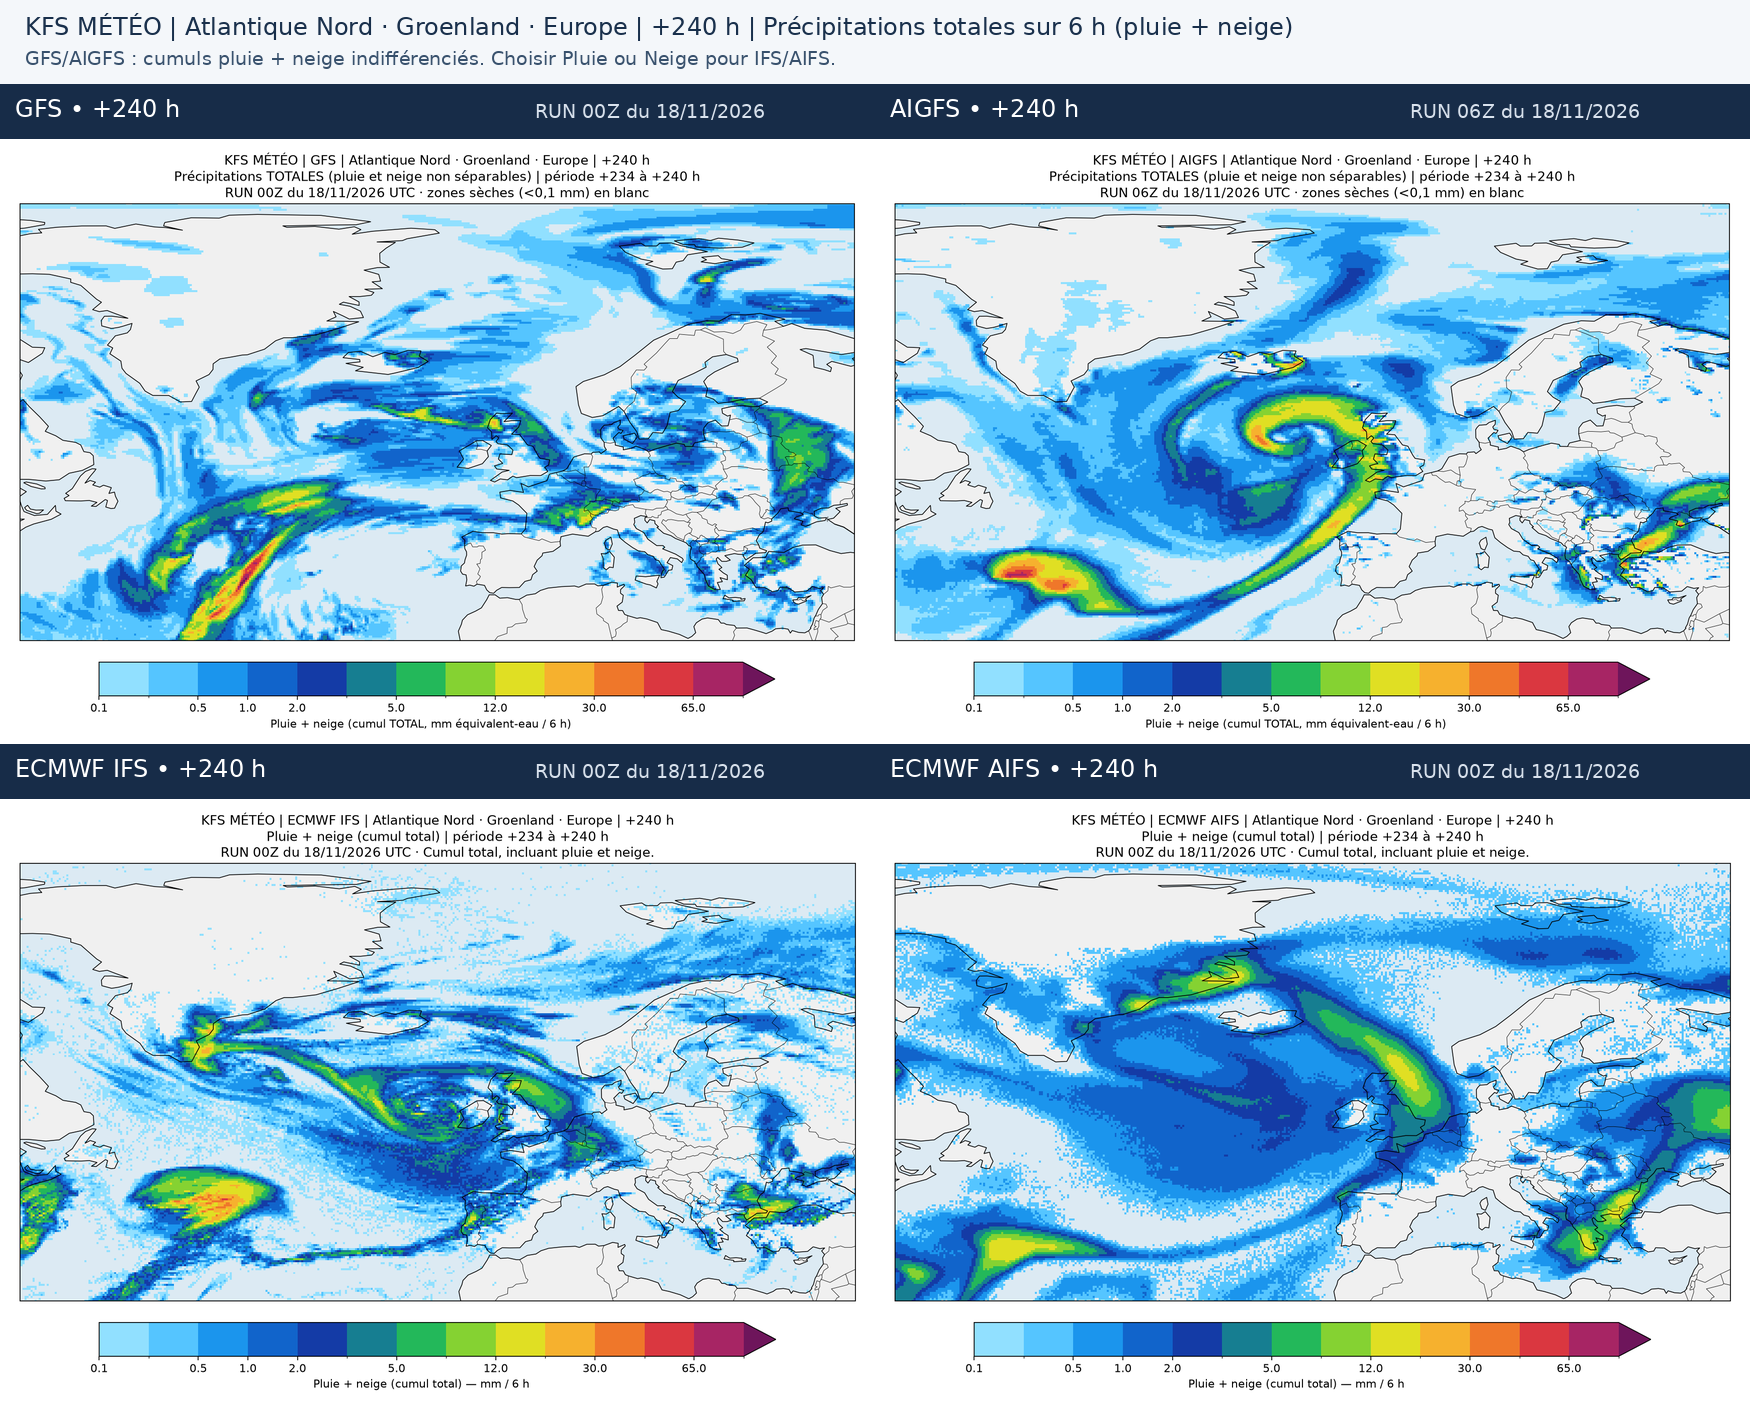 KFS MÉTÉO | Atlantique Nord · Groenland · Europe | +240 h | Précipitations totales sur 6 h (pluie + neige)
GFS/AIGFS : cumuls pluie + neige indifférenciés. Choisir Pluie ou Neige pour IFS/AIFS.
GFS • +240 h RUN 00Z du 18/11/2026
KFS MÉTÉO | GFS | Atlantique Nord · Groenland · Europe | +240 h
Précipitations TOTALES (pluie et neige non séparables) | période +234 à +240 h
RUN 00Z du 18/11/2026 UTC · zones sèches (<0,1 mm) en blanc
0.1 0.5 1.0 2.0 5.0 12.0 30.0 65.0
Pluie + neige (cumul TOTAL, mm équivalent-eau / 6 h)
AIGFS • +240 h RUN 06Z du 18/11/2026
KFS MÉTÉO | AIGFS | Atlantique Nord · Groenland · Europe | +240 h
Précipitations TOTALES (pluie et neige non séparables) | période +234 à +240 h
RUN 06Z du 18/11/2026 UTC · zones sèches (<0,1 mm) en blanc
0.1 0.5 1.0 2.0 5.0 12.0 30.0 65.0
Pluie + neige (cumul TOTAL, mm équivalent-eau / 6 h)
ECMWF IFS • +240 h RUN 00Z du 18/11/2026
KFS MÉTÉO | ECMWF IFS | Atlantique Nord · Groenland · Europe | +240 h
Pluie + neige (cumul total) | période +234 à +240 h
RUN 00Z du 18/11/2026 UTC · Cumul total, incluant pluie et neige.
0.1 0.5 1.0 2.0 5.0 12.0 30.0 65.0
Pluie + neige (cumul total) — mm / 6 h
ECMWF AIFS • +240 h RUN 00Z du 18/11/2026
KFS MÉTÉO | ECMWF AIFS | Atlantique Nord · Groenland · Europe | +240 h
Pluie + neige (cumul total) | période +234 à +240 h
RUN 00Z du 18/11/2026 UTC · Cumul total, incluant pluie et neige.
0.1 0.5 1.0 2.0 5.0 12.0 30.0 65.0
Pluie + neige (cumul total) — mm / 6 h